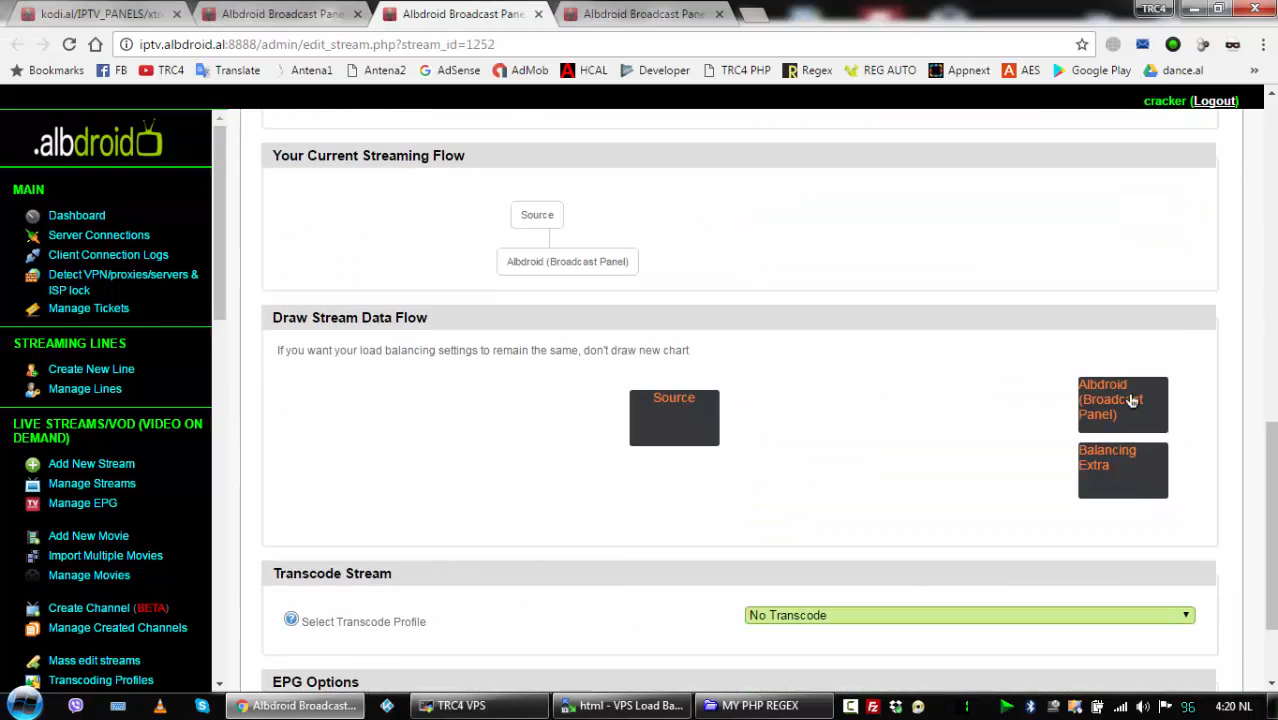 kodi.al/IPTV_PANELS/xtr
Albdroid Broadcast Pane
Albdroid Broadcast Pane
Albdroid Broadcast Pane
TRC4
iptv.albdroid.al:8888/admin/edit_stream.php?stream_id=1252
Bookmarks
FB
TRC4
Translate
Antena1
Antena2
AdSense
AdMob
HCAL
Developer
TRC4 PHP
Regex
REG AUTO
Appnext
AES
Google Play
dance.al
»
cracker (Logout)
.albdroid
MAIN
Dashboard
Server Connections
Client Connection Logs
Detect VPN/proxies/servers &
ISP lock
Manage Tickets
STREAMING LINES
Create New Line
Manage Lines
LIVE STREAMS/VOD (VIDEO ON
DEMAND)
Add New Stream
Manage Streams
Manage EPG
Add New Movie
Import Multiple Movies
Manage Movies
Create Channel (BETA)
Manage Created Channels
Mass edit streams
Transcoding Profiles
Your Current Streaming Flow
Source
Albdroid (Broadcast Panel)
Draw Stream Data Flow
If you want your load balancing settings to remain the same, don't draw new chart
Source
Albdroid
(Broadcast
Panel)
Balancing
Extra
Transcode Stream
Select Transcode Profile
No Transcode
EPG Options
Albdroid Broadcast...
TRC4 VPS
html - VPS Load Ba...
MY PHP REGEX
96
4:20 NL